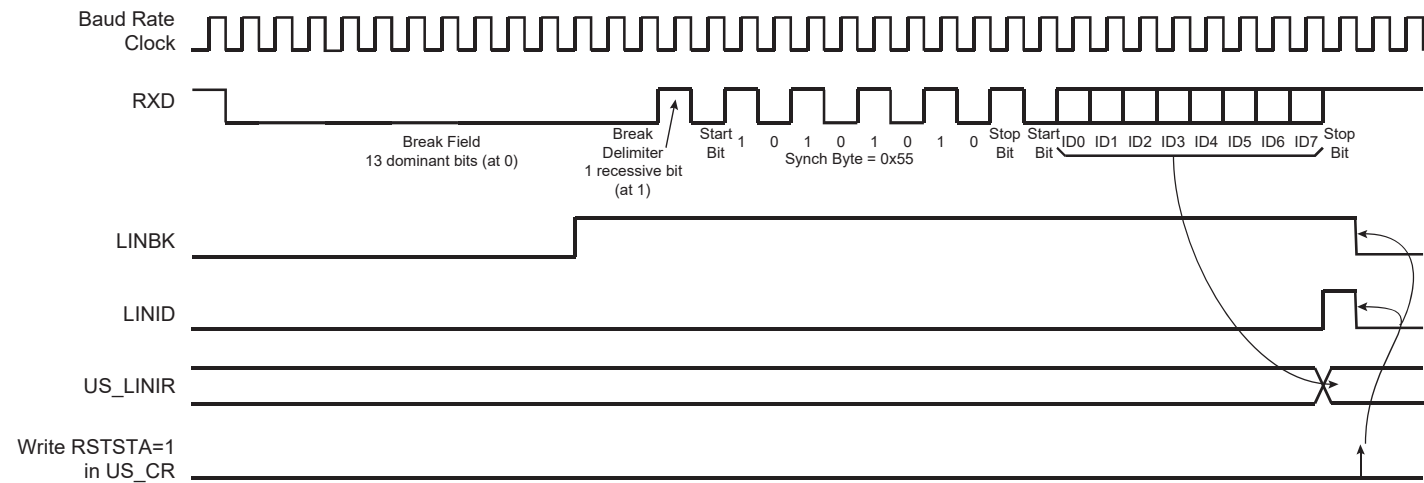 Baud Rate
Clock
RXD
Break Field
13 dominant bits (at 0)
Break
Delimiter
1 recessive bit
(at 1)
Start
Bit
1 0 1 0 1 0 1 0
Synch Byte = 0x55
Stop
Bit
Start
Bit
ID0 ID1 ID2 ID3 ID4 ID5 ID6 ID7
Stop
Bit
LINBK
LINID
US_LINIR
Write RSTSTA=1
in US_CR